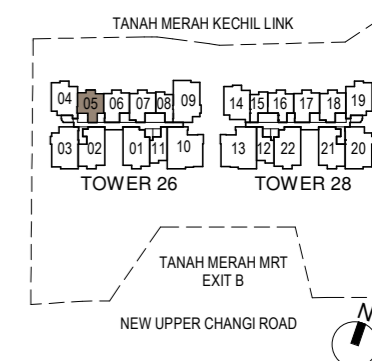 TANAH MERAH KECHIL LINK
04 05 06 07 08 09 14 15 16 17 18 19
03 02 01 11 10 13 12 22 21 20
TOWER 26 TOWER 28
TANAH MERAH MRT
EXIT B
NEW UPPER CHANGI ROAD
N